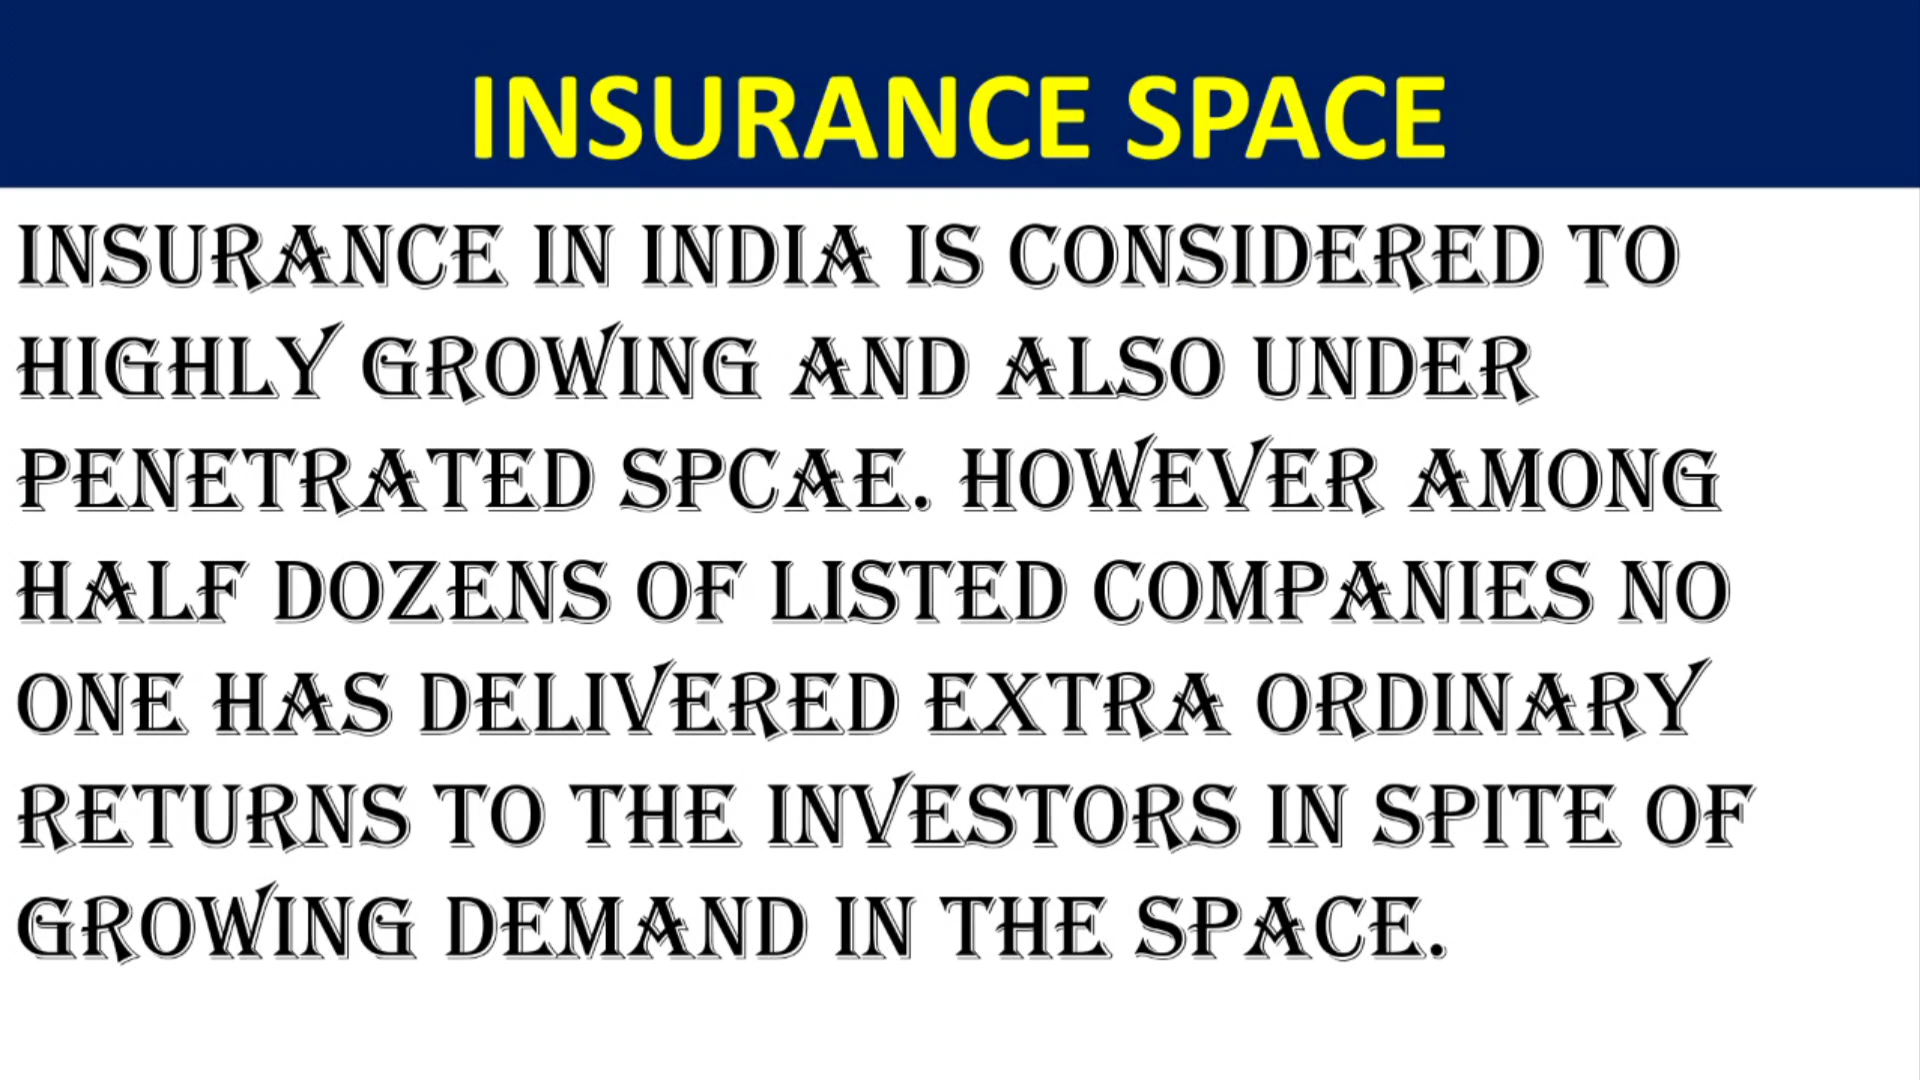 INSURANCE SPACE
INSURANCE IN INDIA IS CONSIDERED TO
HIGHLY GROWING AND ALSO UNDER
PENETRATED SPCAE. HOWEVER AMONG
HALF DOZENS OF LISTED COMPANIES NO
ONE HAS DELIVERED EXTRA ORDINARY
RETURNS TO THE INVESTORS IN SPITE OF
GROWING DEMAND IN THE SPACE.